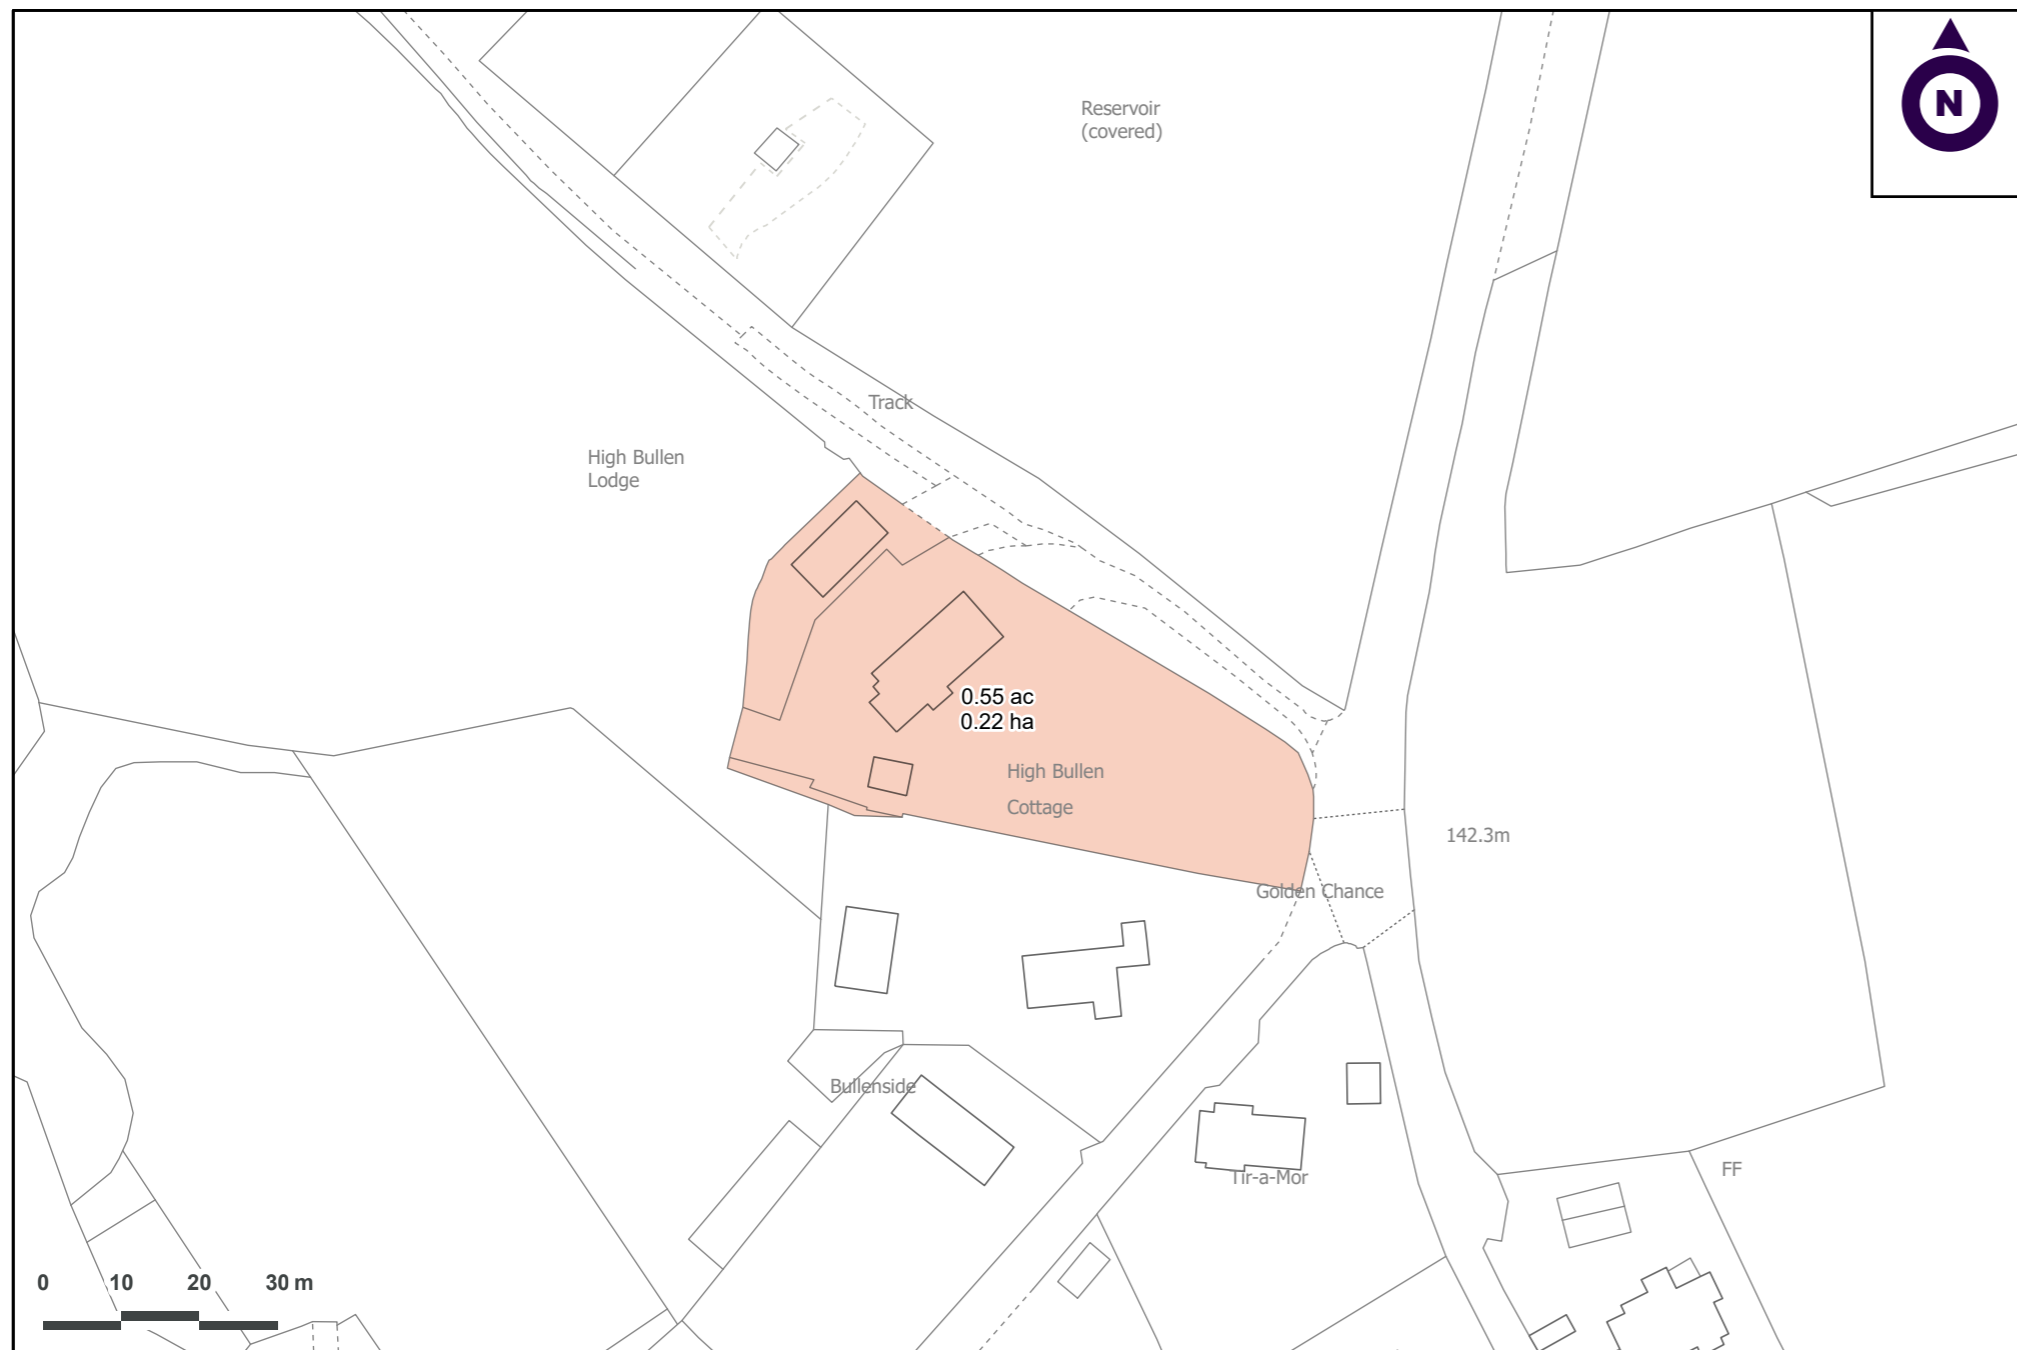 N
Reservoir
(covered)
Track
High Bullen
Lodge
0.55 ac
0.22 ha
High Bullen
Cottage
142.3m
Golden Chance
Bullenside
Tir-a-Mor
FF
0 10 20 30 m